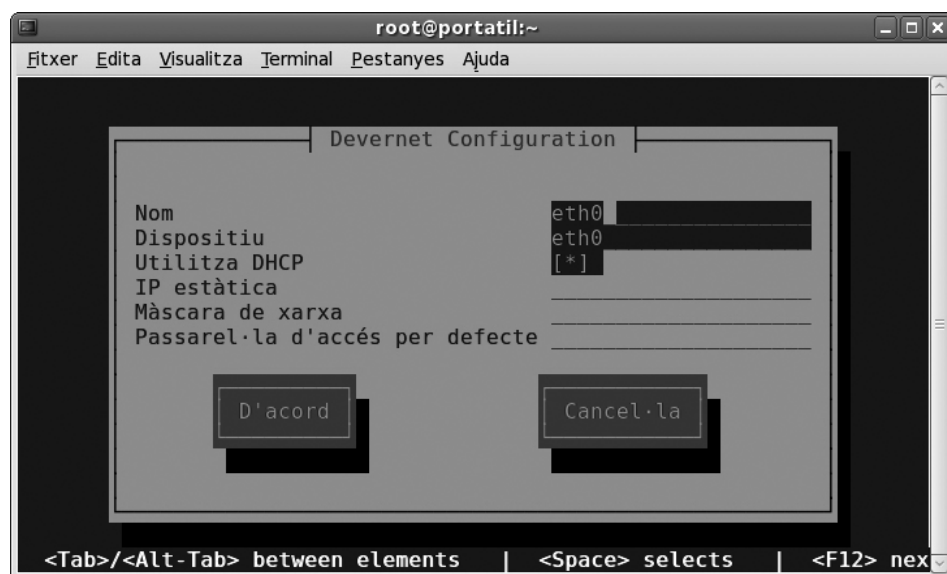 root@portatil:~
Fitxer Edita Visualitza Terminal Pestanyes Ajuda
Devernet Configuration
Nom eth0
Dispositiu eth0
Utilitza DHCP [*]
IP estàtica
Màscara de xarxa
Passarel·la d'accés per defecte
D'acord Cancel·la
<Tab>/<Alt-Tab> between elements | <Space> selects | <F12> nex